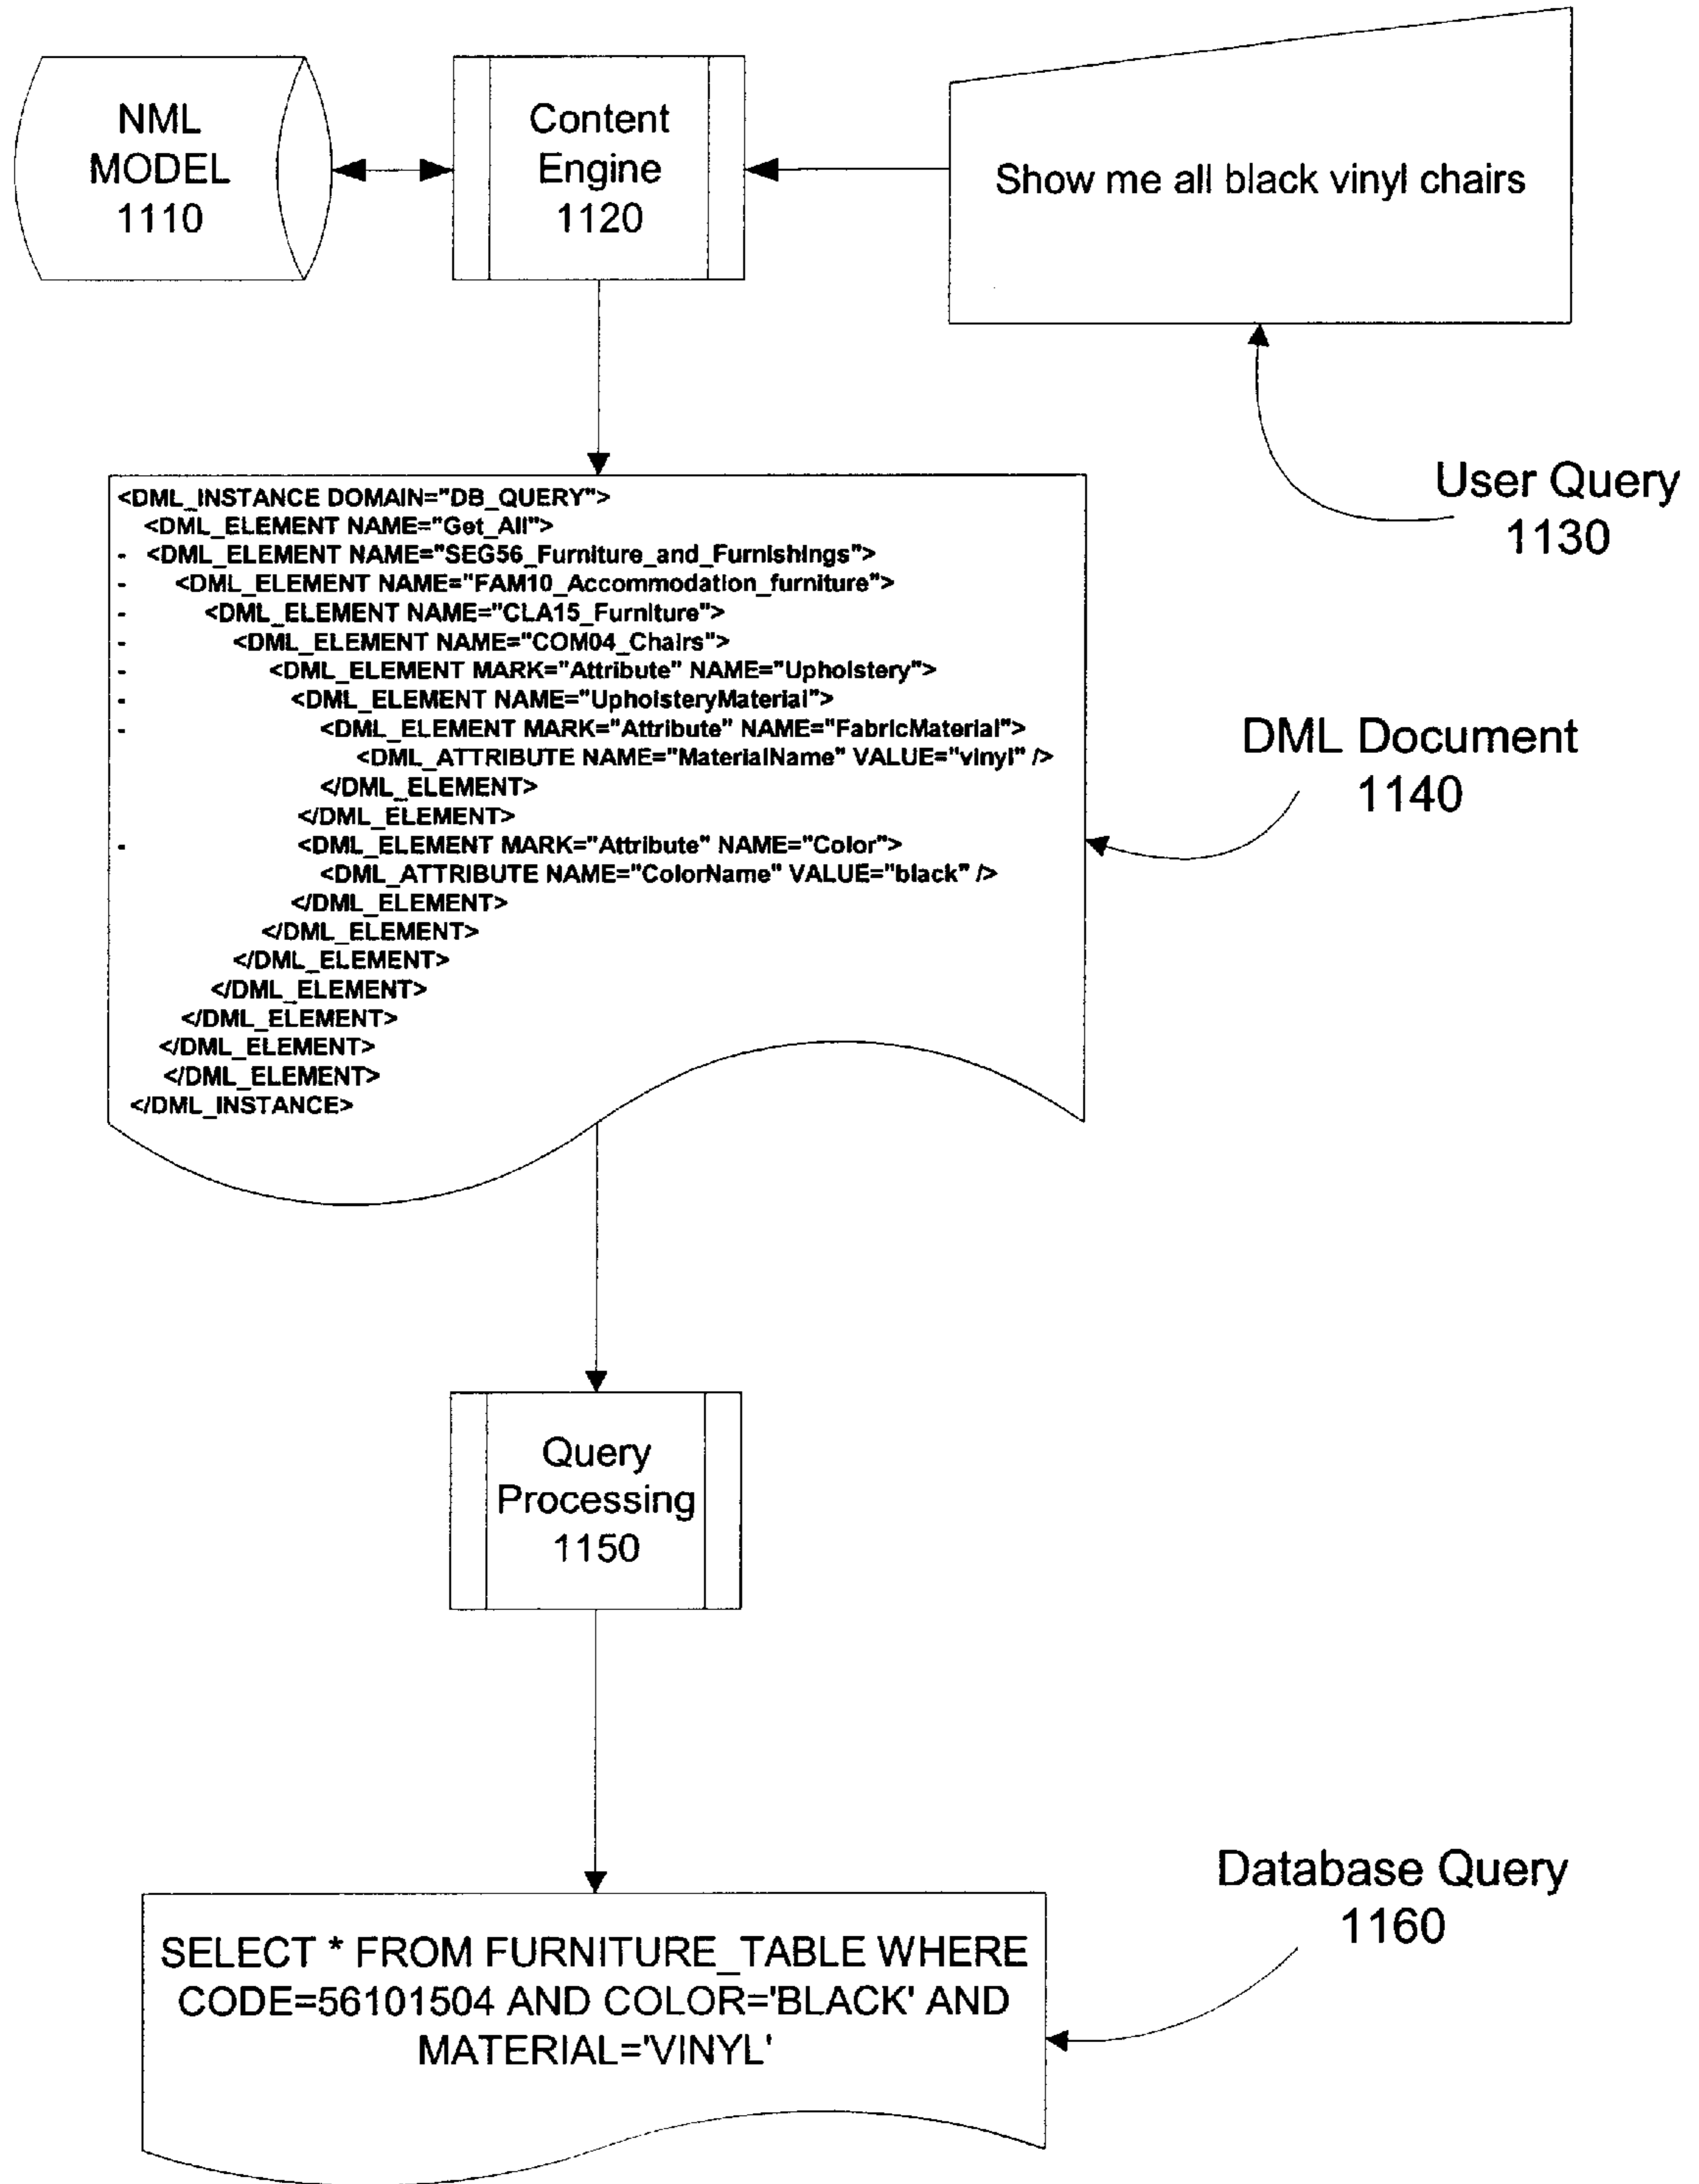 NML
MODEL
1110
Content
Engine
1120
Show me all black vinyl chairs
User Query
1130
<DML_INSTANCE DOMAIN="DB_QUERY">
<DML_ELEMENT NAME="Get_All">
- <DML_ELEMENT NAME="SEG56_Furniture_and_Furnishings">
- <DML_ELEMENT NAME="FAM10_Accommodation_furniture">
- <DML_ELEMENT NAME="CLA15_Furniture">
- <DML_ELEMENT NAME="COM04_Chairs">
- <DML_ELEMENT MARK="Attribute" NAME="Upholstery">
- <DML_ELEMENT NAME="UpholsteryMaterial">
- <DML_ELEMENT MARK="Attribute" NAME="FabricMaterial">
<DML_ATTRIBUTE NAME="MaterialName" VALUE="vinyl" />
</DML_ELEMENT>
</DML_ELEMENT>
- <DML_ELEMENT MARK="Attribute" NAME="Color">
<DML_ATTRIBUTE NAME="ColorName" VALUE="black" />
</DML_ELEMENT>
</DML_ELEMENT>
</DML_ELEMENT>
</DML_ELEMENT>
</DML_ELEMENT>
</DML_ELEMENT>
</DML_ELEMENT>
</DML_INSTANCE>
DML Document
1140
Query
Processing
1150
Database Query
1160
SELECT * FROM FURNITURE_TABLE WHERE
CODE=56101504 AND COLOR='BLACK' AND
MATERIAL='VINYL'